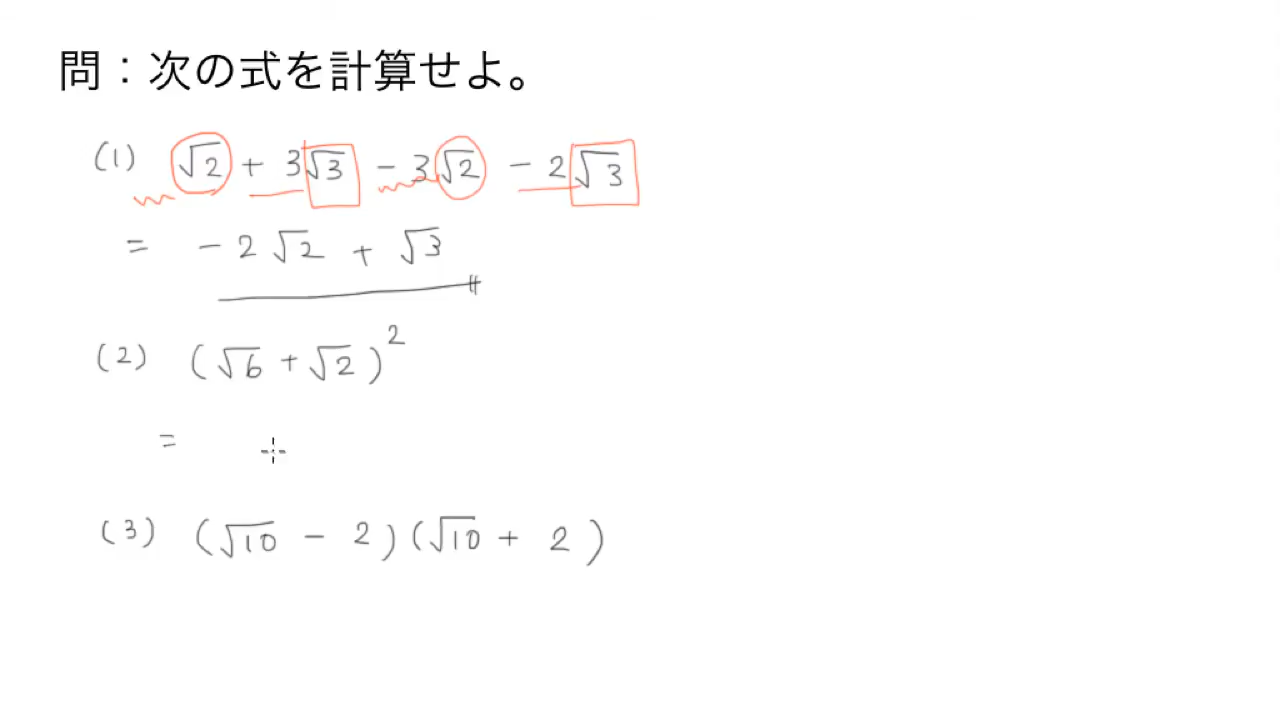 問：次の式を計算せよ。
(1) √2 + 3√3 - 3√2 - 2√3
= -2√2 + √3
(2) (√6 + √2)²
=
(3) (√10 - 2)(√10 + 2)